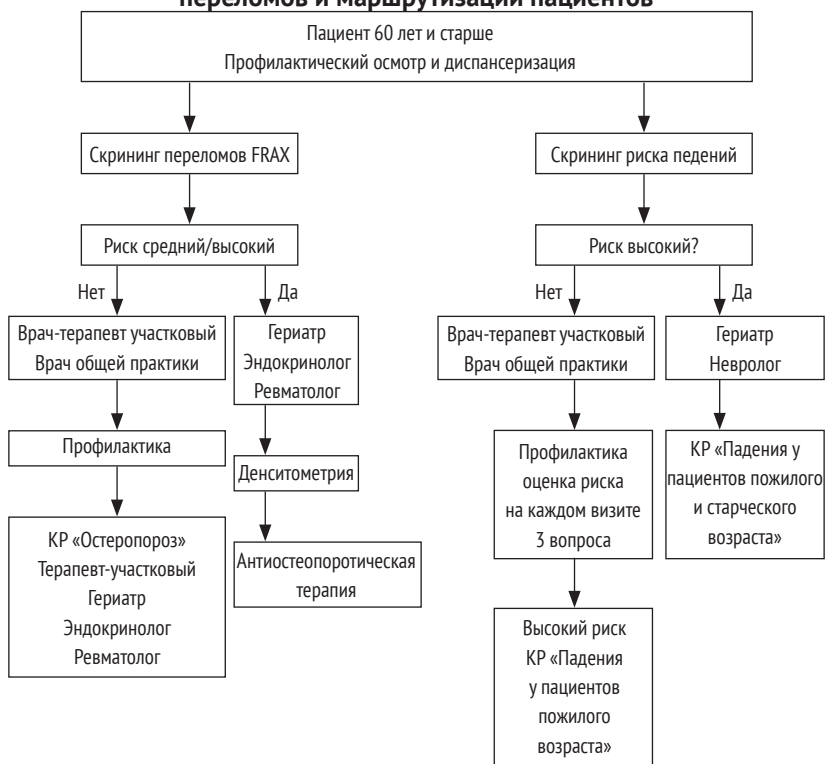 переломов и маршрутизации пациентов
Пациент 60 лет и старше
Профилактический осмотр и диспансеризация
Скрининг переломов FRAX
Скрининг риска педений
Риск средний/высокий
Риск высокий?
Нет
Да
Нет
Да
Врач-терапевт участковый
Врач общей практики
Гериатр
Эндокринолог
Ревматолог
Врач-терапевт участковый
Врач общей практики
Гериатр
Невролог
Профилактика
Денситометрия
Профилактика
оценка риска
на каждом визите
3 вопроса
КР «Падения у
пациентов пожилого
и старческого
возраста»
КР «Остеропороз»
Терапевт-участковый
Гериатр
Эндокринолог
Ревматолог
Антиостеопоротическая
терапия
Высокий риск
КР «Падения
у пациентов
пожилого
возраста»